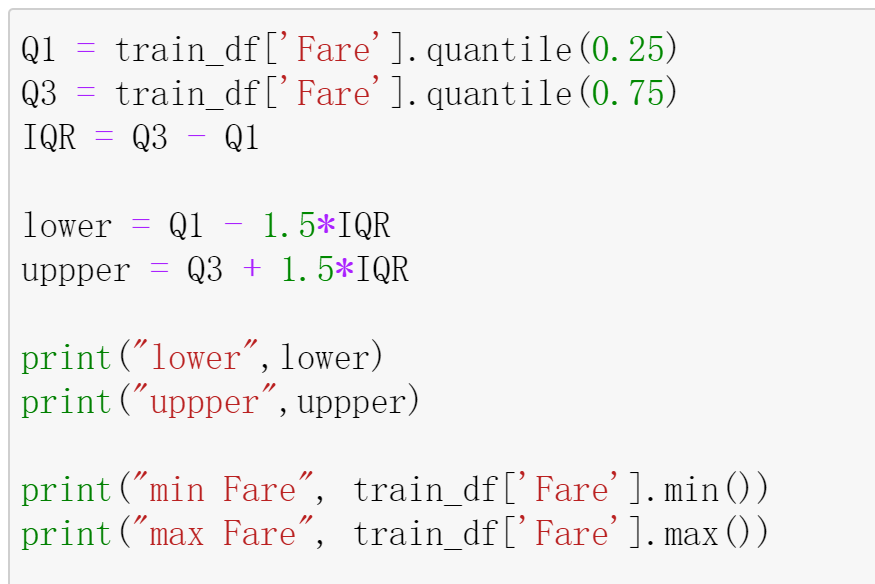 Q1 = train_df['Fare'].quantile(0.25)
Q3 = train_df['Fare'].quantile(0.75)
IQR = Q3 - Q1
lower = Q1 - 1.5*IQR
uppper = Q3 + 1.5*IQR
print("lower",lower)
print("uppper",uppper)
print("min Fare", train_df['Fare'].min())
print("max Fare", train_df['Fare'].max())